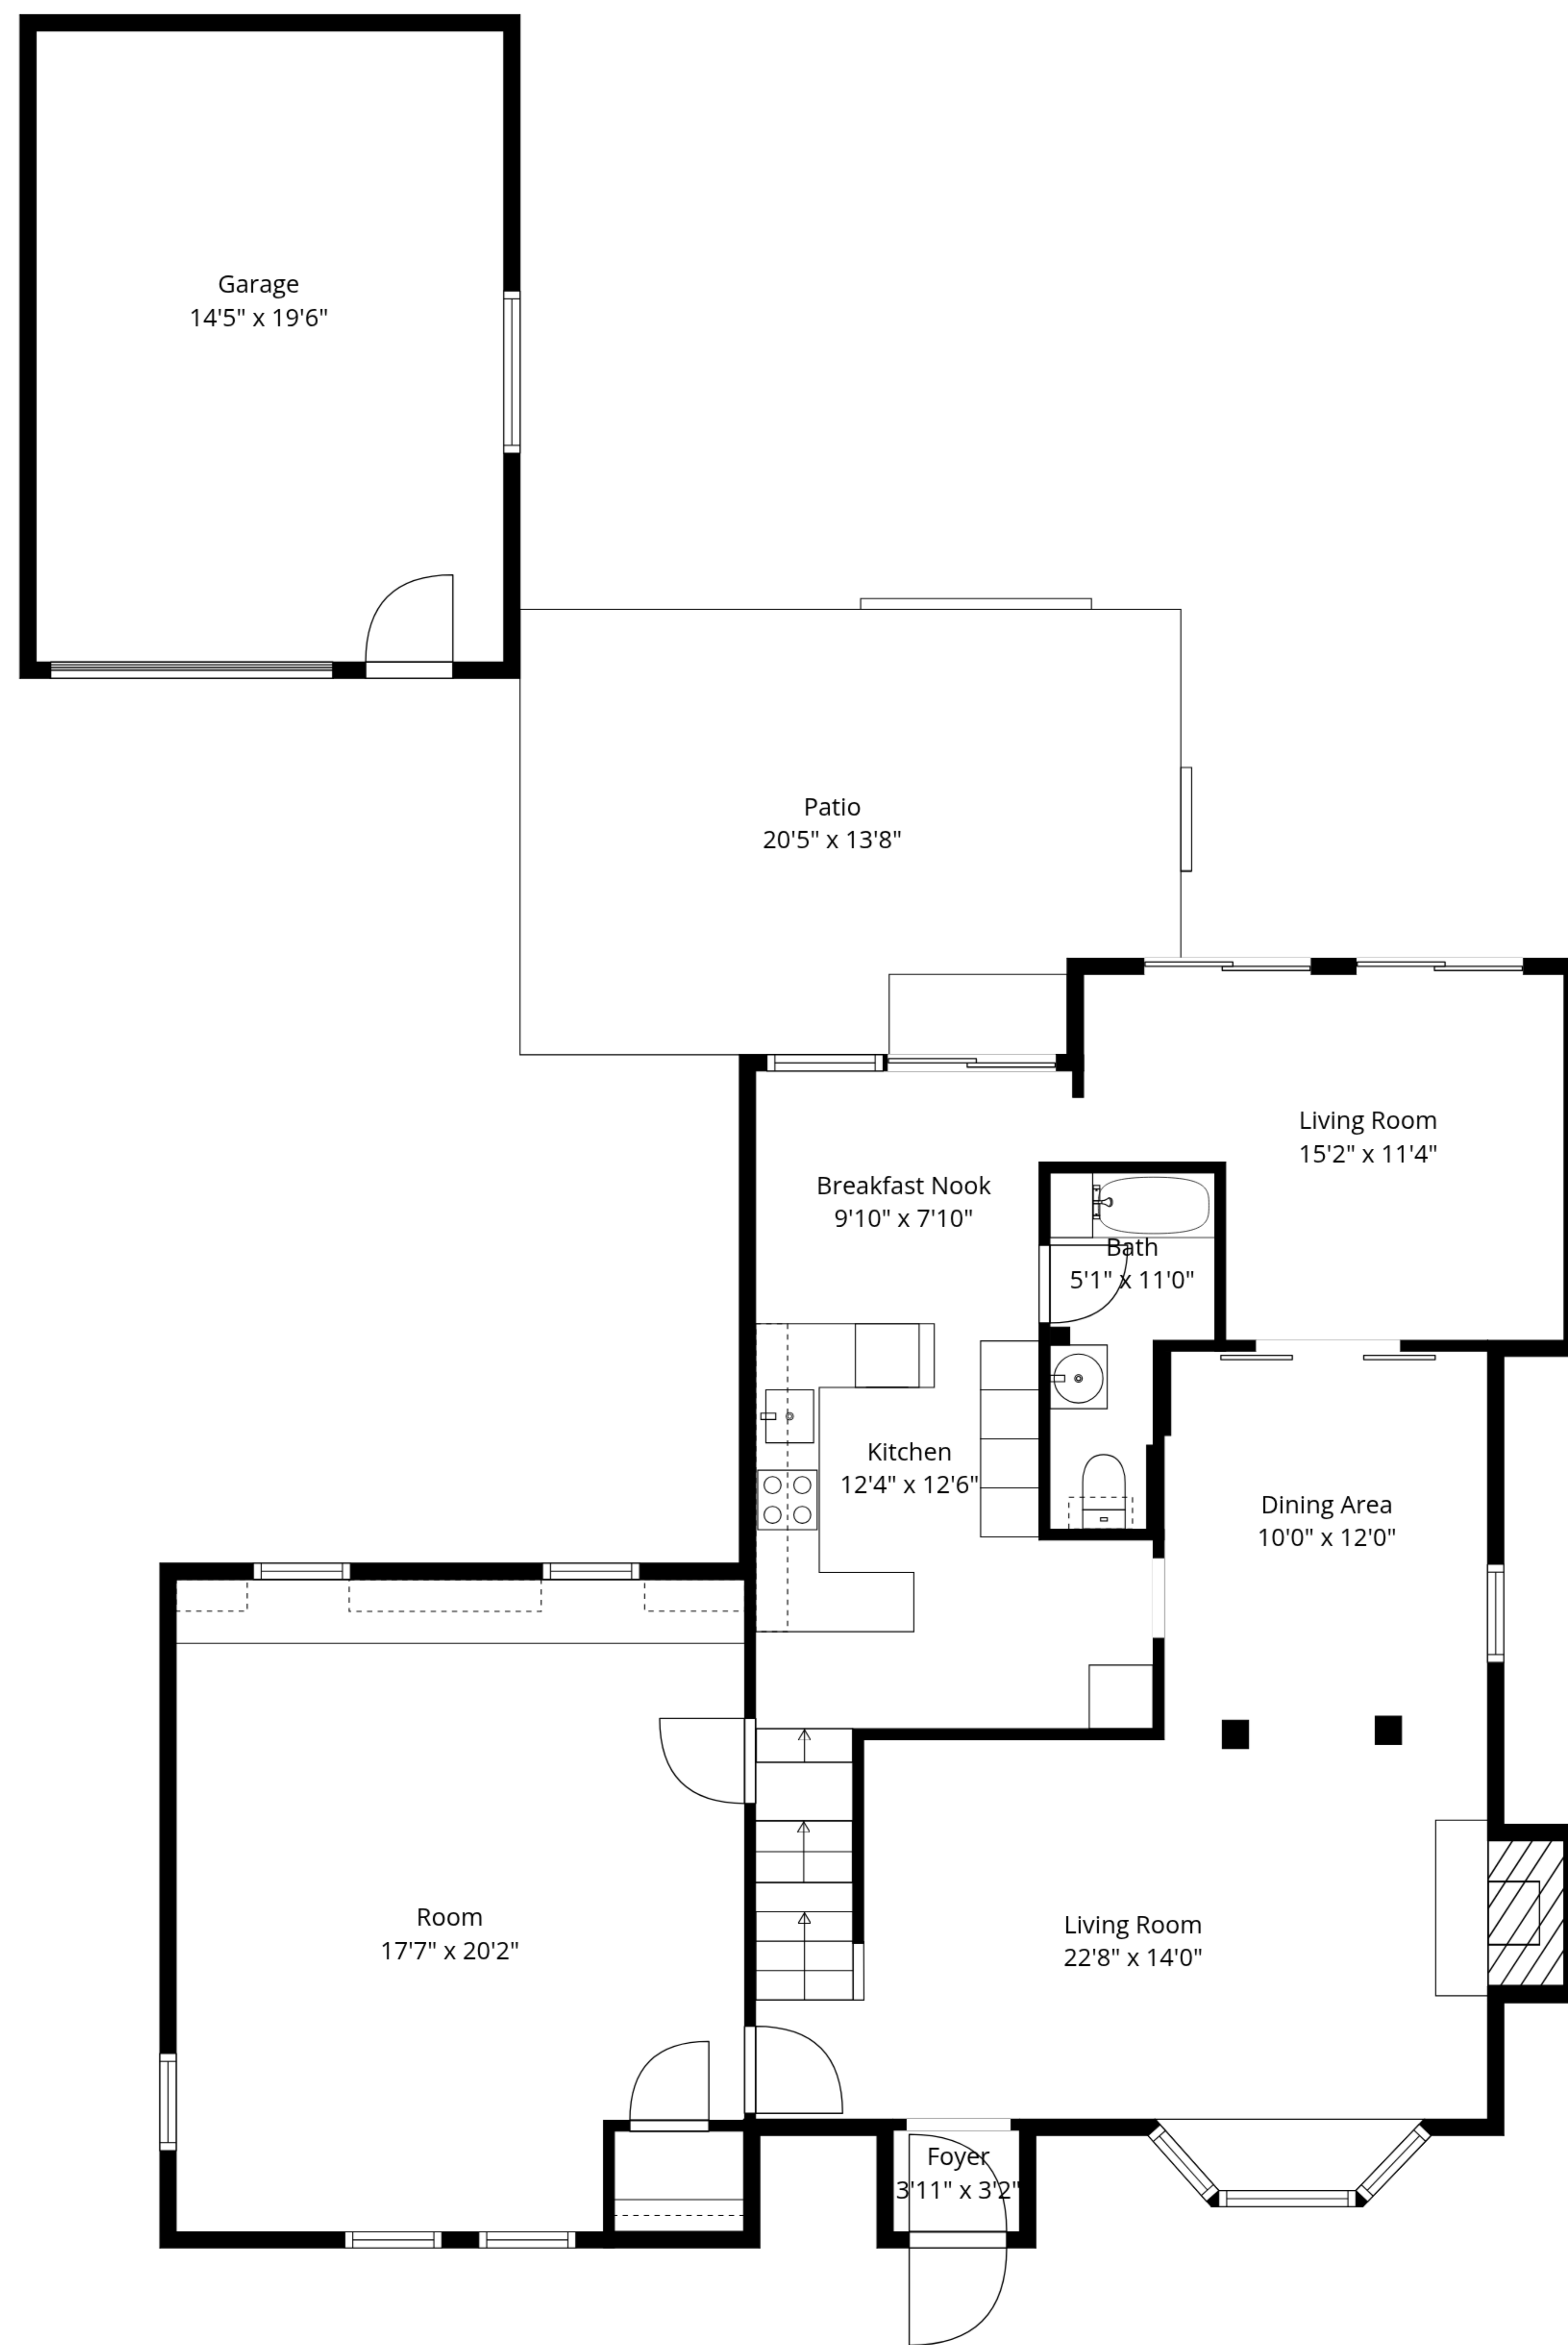 Garage
14'5" x 19'6"
Patio
20'5" x 13'8"
Living Room
15'2" x 11'4"
Breakfast Nook
9'10" x 7'10"
Bath
5'1" x 11'0"
Kitchen
12'4" x 12'6"
Dining Area
10'0" x 12'0"
Room
17'7" x 20'2"
Living Room
22'8" x 14'0"
Foyer
3'11" x 3'2"